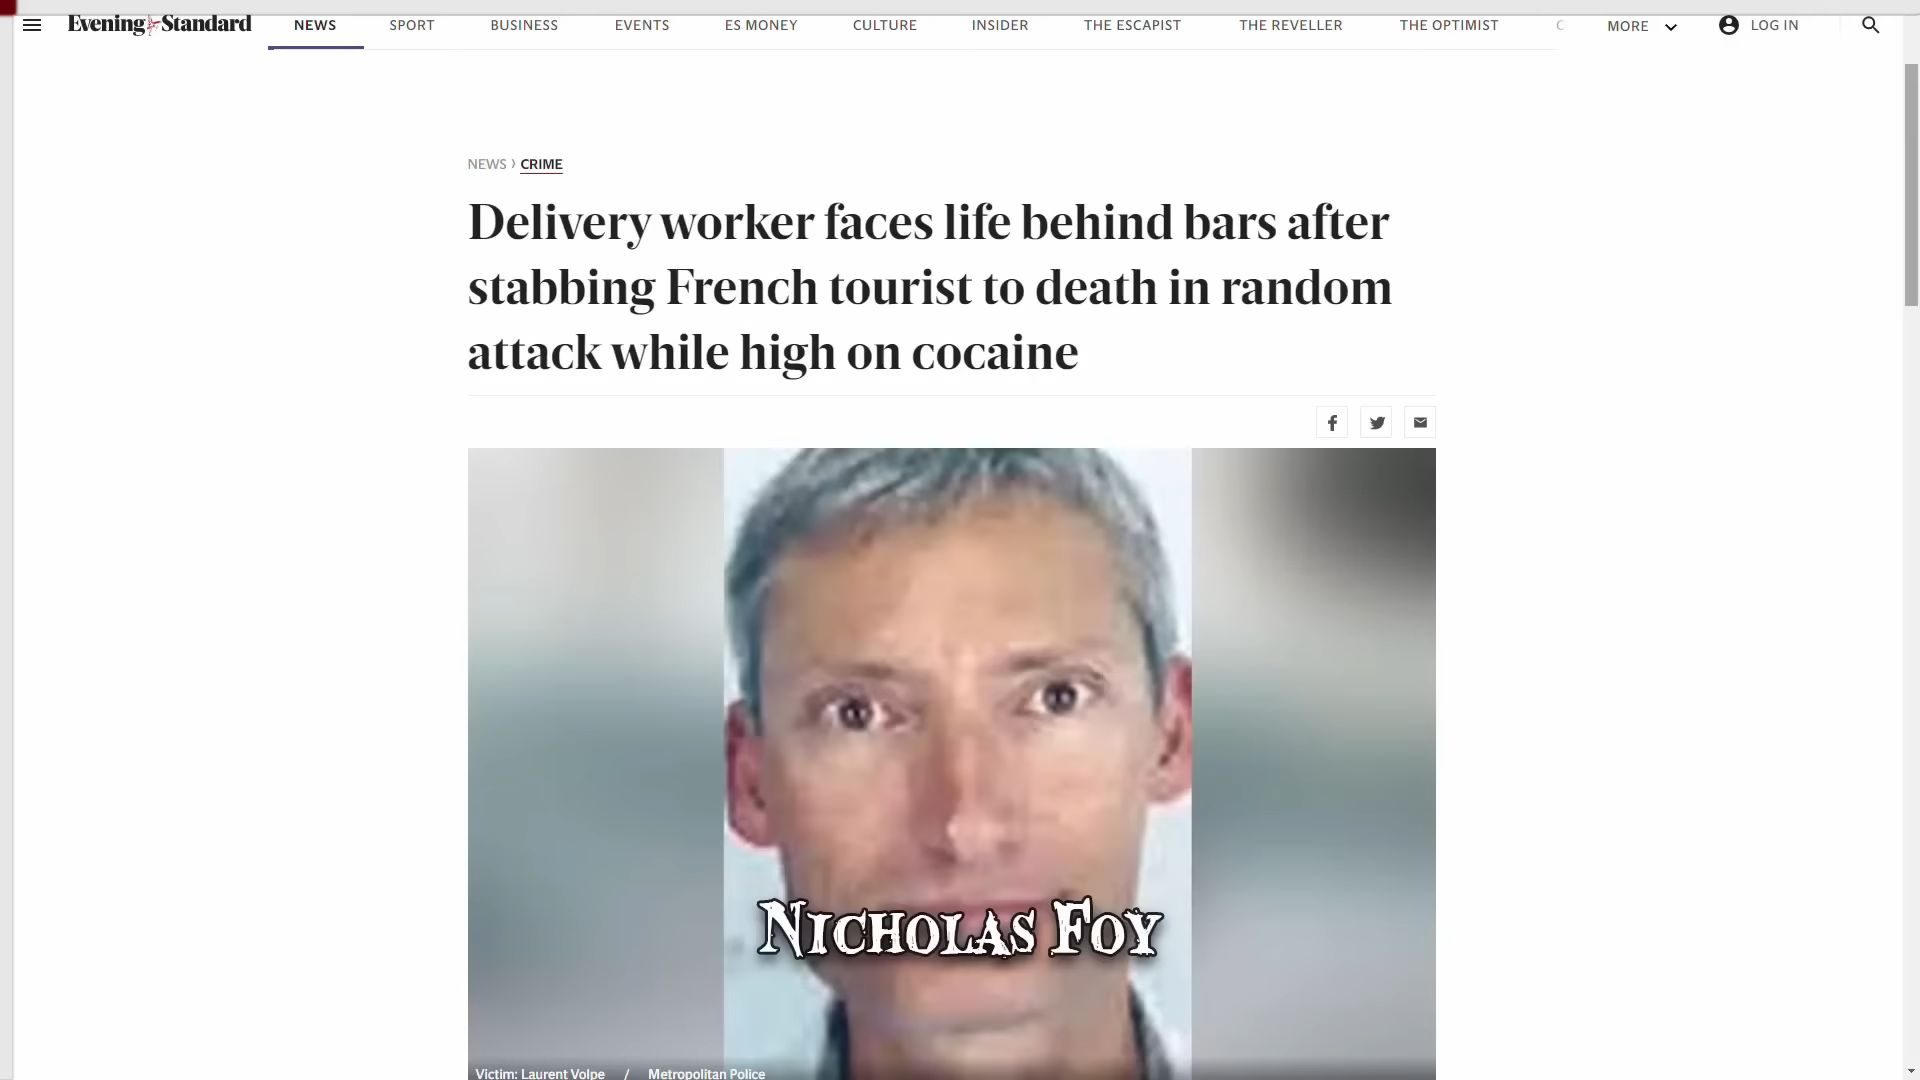 Evening Standard
NEWS
SPORT
BUSINESS
EVENTS
ES MONEY
CULTURE
INSIDER
THE ESCAPIST
THE REVELLER
THE OPTIMIST
MORE
LOG IN
NEWS › CRIME
Delivery worker faces life behind bars after
stabbing French tourist to death in random
attack while high on cocaine
NICHOLAS FOY
Victim: Laurent Volpe / Metropolitan Police